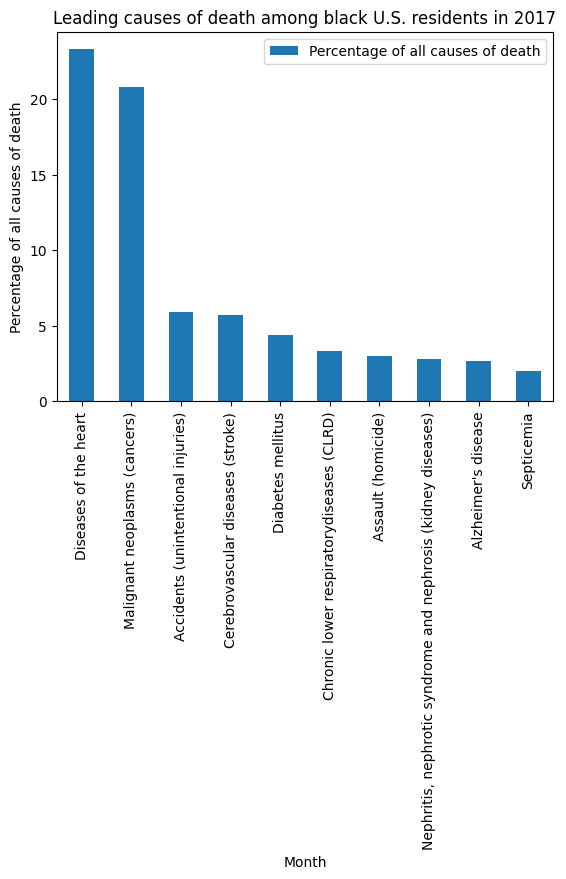 Leading causes of death among black U.S. residents in 2017
Percentage of all causes of death
Percentage of all causes of death
20
15
10
5
0
Diseases of the heart
Malignant neoplasms (cancers)
Accidents (unintentional injuries)
Cerebrovascular diseases (stroke)
Diabetes mellitus
Chronic lower respiratorydiseases (CLRD)
Assault (homicide)
Nephritis, nephrotic syndrome and nephrosis (kidney diseases)
Alzheimer's disease
Septicemia
Month